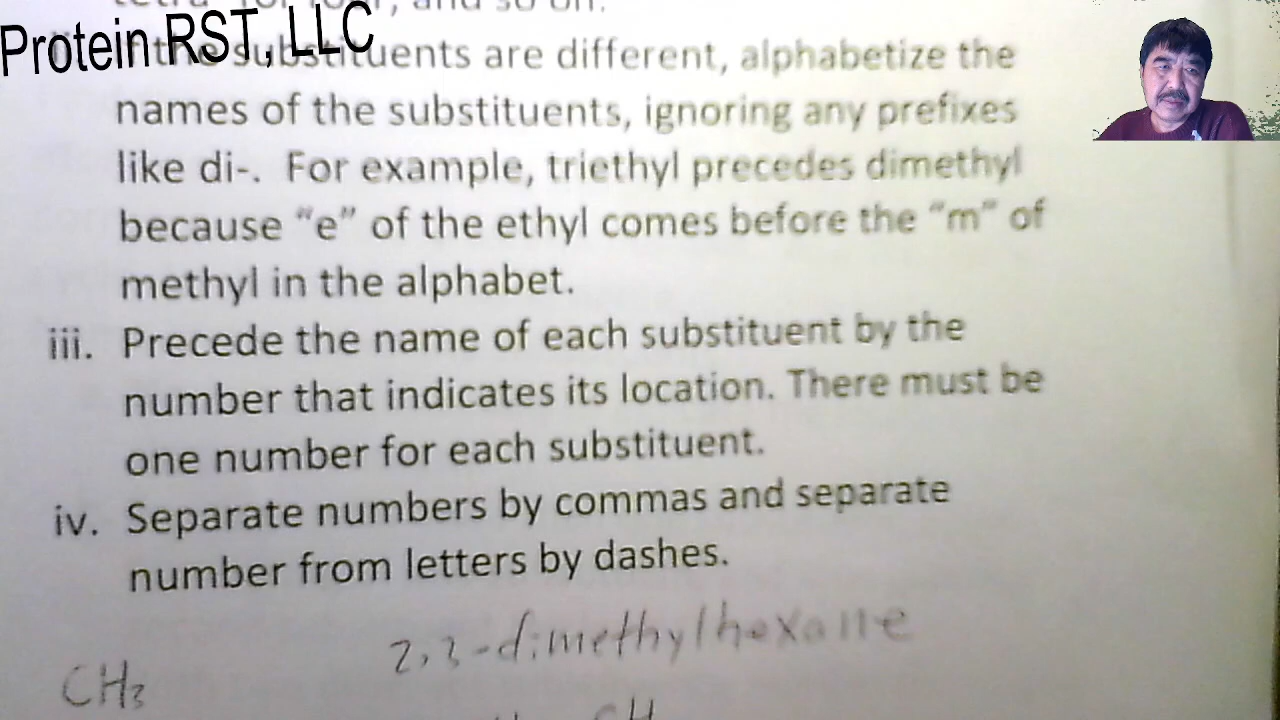 Protein RST, LLC
the substituents are different, alphabetize the
names of the substituents, ignoring any prefixes
like di-. For example, triethyl precedes dimethyl
because “e” of the ethyl comes before the “m” of
methyl in the alphabet.
iii. Precede the name of each substituent by the
number that indicates its location. There must be
one number for each substituent.
iv. Separate numbers by commas and separate
number from letters by dashes.
-dimethylhexane
CH3
CH